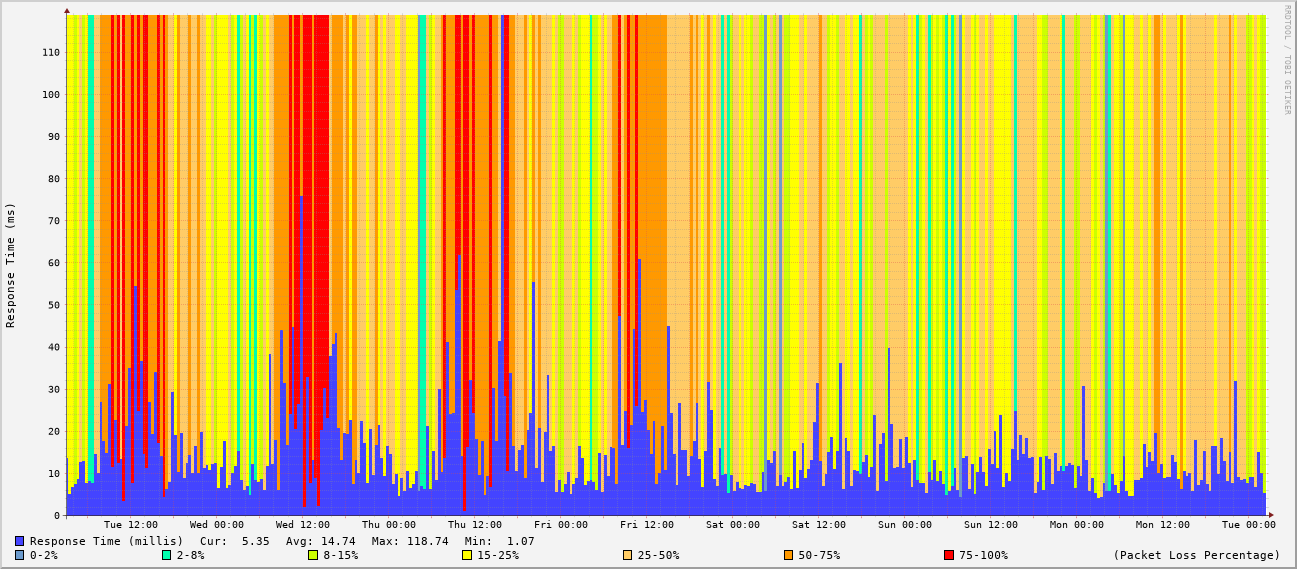 RRDTOOL / TOBI OETIKER
Response Time (ms)
110
100
90
80
70
60
50
40
30
20
10
0
Tue 12:00 Wed 00:00 Wed 12:00 Thu 00:00 Thu 12:00 Fri 00:00 Fri 12:00 Sat 00:00 Sat 12:00 Sun 00:00 Sun 12:00 Mon 00:00 Mon 12:00 Tue 00:00
Response Time (millis) Cur: 5.35 Avg: 14.74 Max: 118.74 Min: 1.07
0-2% 2-8% 8-15% 15-25% 25-50% 50-75% 75-100% (Packet Loss Percentage)